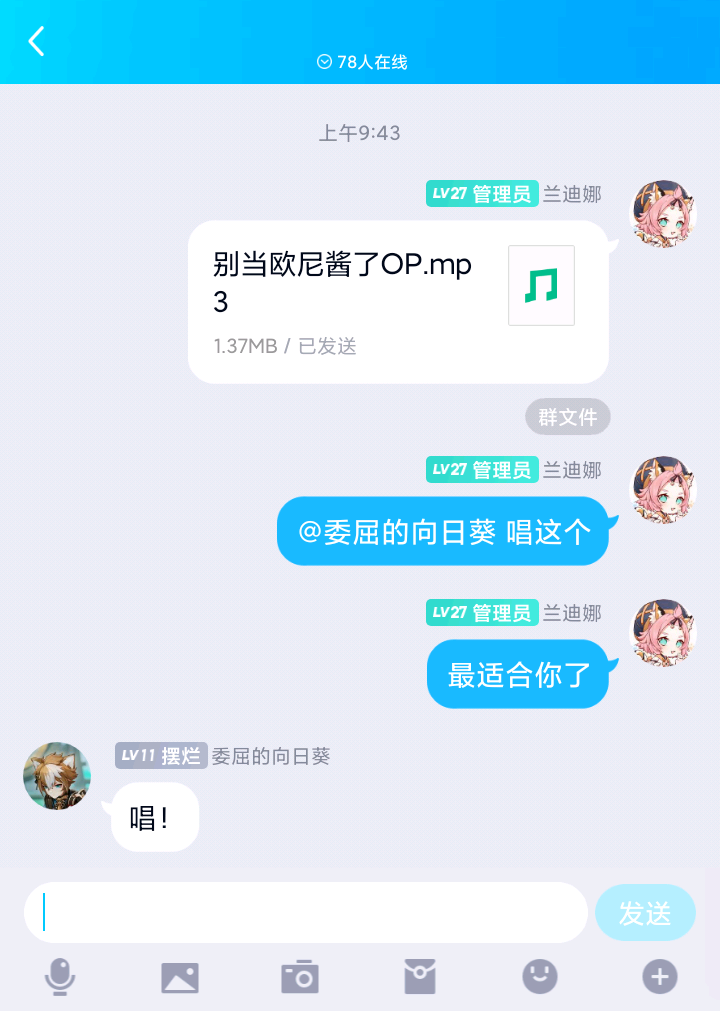 78人在线
上午9:43
LV27 管理员 兰迪娜
别当欧尼酱了OP.mp
3
1.37MB / 已发送
群文件
LV27 管理员 兰迪娜
@委屈的向日葵 唱这个
LV27 管理员 兰迪娜
最适合你了
LV11 摆烂 委屈的向日葵
唱！
发送